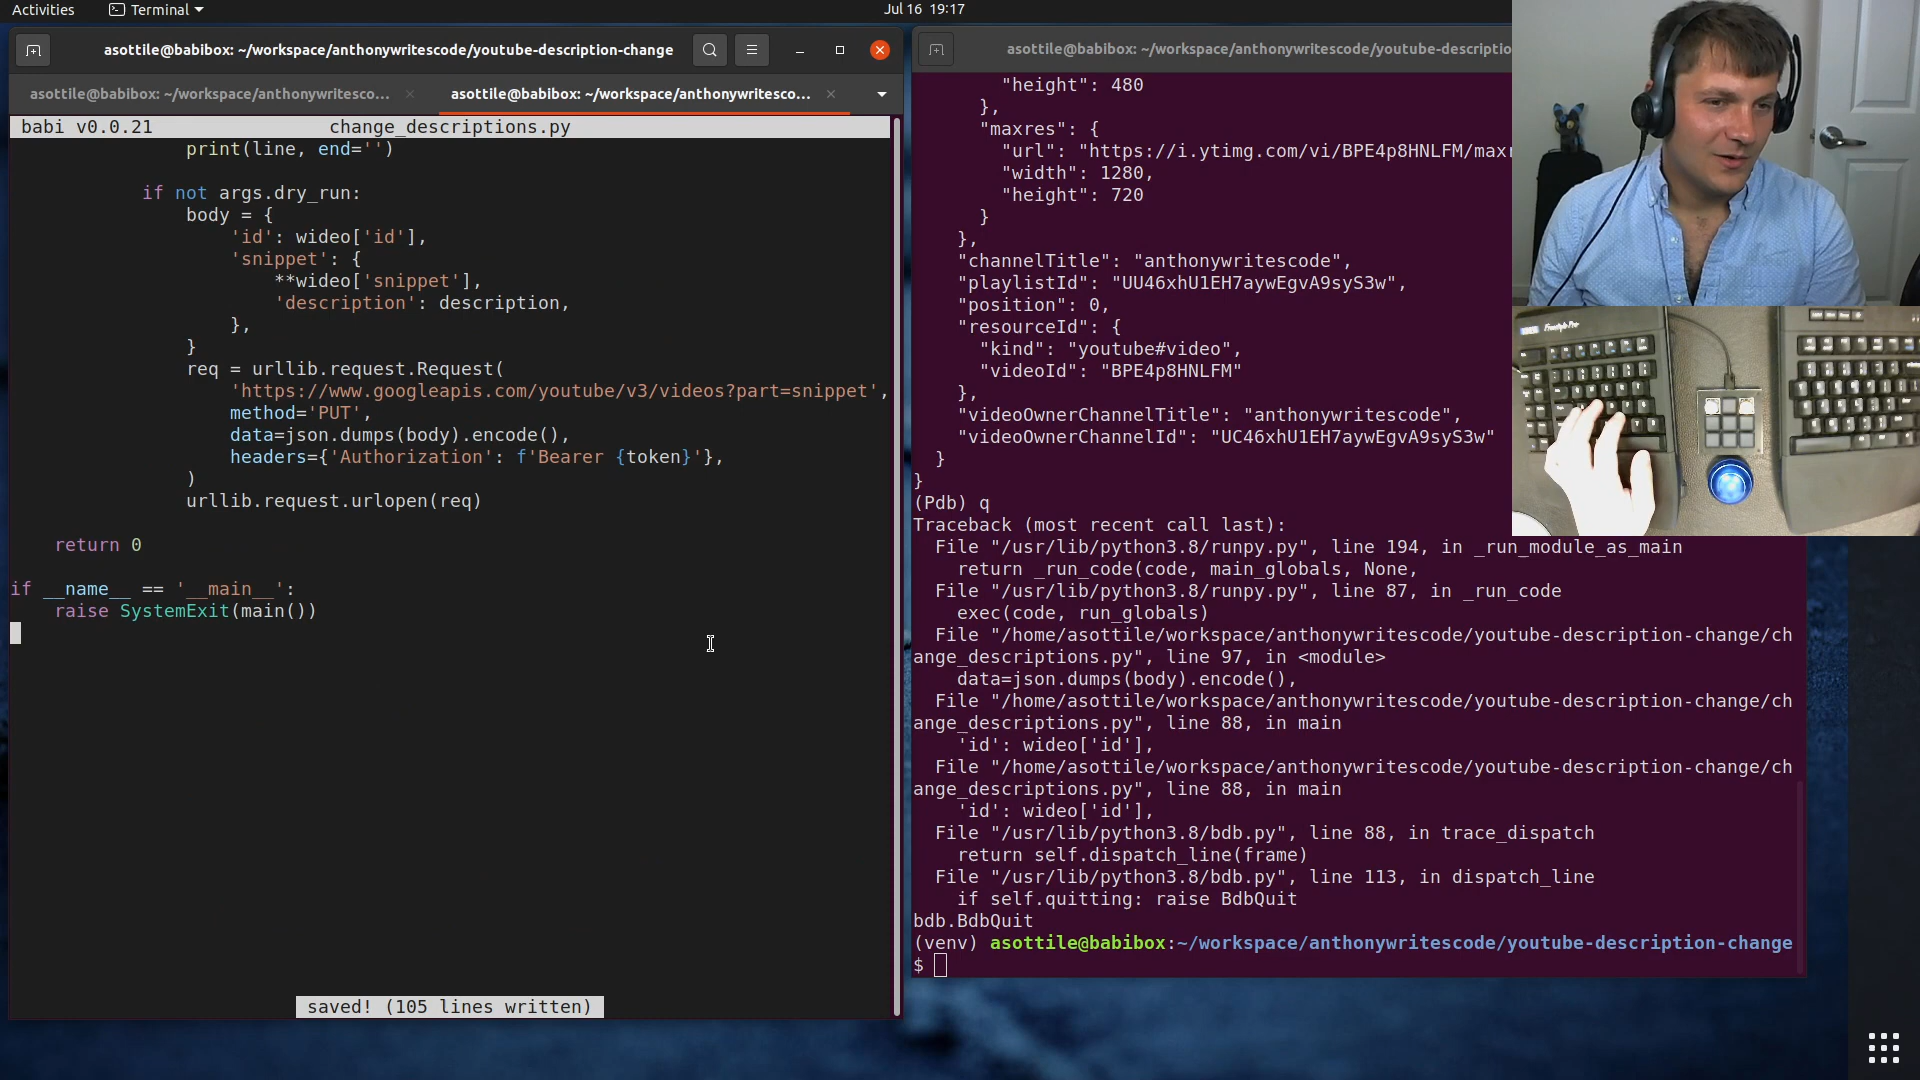 Activities
Terminal
Jul 16 19:17
asottile@babibox: ~/workspace/anthonywritescode/youtube-description-change
asottile@babibox: ~/workspace/anthonywritesco...
asottile@babibox: ~/workspace/anthonywritesco...
babi v0.0.21 change_descriptions.py
print(line, end='')
if not args.dry_run:
body = {
'id': wideo['id'],
'snippet': {
**wideo['snippet'],
'description': description,
},
}
req = urllib.request.Request(
'https://www.googleapis.com/youtube/v3/videos?part=snippet',
method='PUT',
data=json.dumps(body).encode(),
headers={'Authorization': f'Bearer {token}'},
)
urllib.request.urlopen(req)
return 0
if __name__ == '__main__':
raise SystemExit(main())
saved! (105 lines written)
asottile@babibox: ~/workspace/anthonywritescode/youtube-descriptio
"height": 480
},
"maxres": {
"url": "https://i.ytimg.com/vi/BPE4p8HNLFM/maxr
"width": 1280,
"height": 720
}
},
"channelTitle": "anthonywritescode",
"playlistId": "UU46xhU1EH7aywEgvA9syS3w",
"position": 0,
"resourceId": {
"kind": "youtube#video",
"videoId": "BPE4p8HNLFM"
},
"videoOwnerChannelTitle": "anthonywritescode",
"videoOwnerChannelId": "UC46xhU1EH7aywEgvA9syS3w"
}
}
(Pdb) q
Traceback (most recent call last):
File "/usr/lib/python3.8/runpy.py", line 194, in _run_module_as_main
return _run_code(code, main_globals, None,
File "/usr/lib/python3.8/runpy.py", line 87, in _run_code
exec(code, run_globals)
File "/home/asottile/workspace/anthonywritescode/youtube-description-change/ch
ange_descriptions.py", line 97, in <module>
data=json.dumps(body).encode(),
File "/home/asottile/workspace/anthonywritescode/youtube-description-change/ch
ange_descriptions.py", line 88, in main
'id': wideo['id'],
File "/home/asottile/workspace/anthonywritescode/youtube-description-change/ch
ange_descriptions.py", line 88, in main
'id': wideo['id'],
File "/usr/lib/python3.8/bdb.py", line 88, in trace_dispatch
return self.dispatch_line(frame)
File "/usr/lib/python3.8/bdb.py", line 113, in dispatch_line
if self.quitting: raise BdbQuit
bdb.BdbQuit
(venv) asottile@babibox:~/workspace/anthonywritescode/youtube-description-change
$
Freestyle Pro